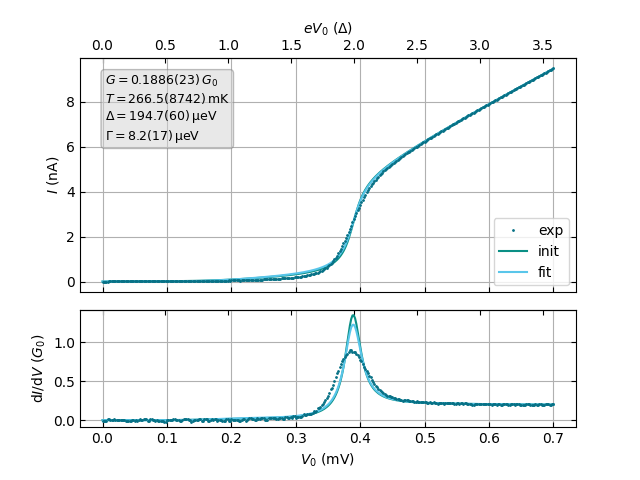 eV₀ (Δ)
0.0 0.5 1.0 1.5 2.0 2.5 3.0 3.5
G = 0.1886(23) G₀
T = 266.5(8742) mK
Δ = 194.7(60) μeV
Γ = 8.2(17) μeV
I (nA)
8
6
4
2
0
exp
init
fit
dI/dV (G₀)
1.0
0.5
0.0
0.0 0.1 0.2 0.3 0.4 0.5 0.6 0.7
V₀ (mV)